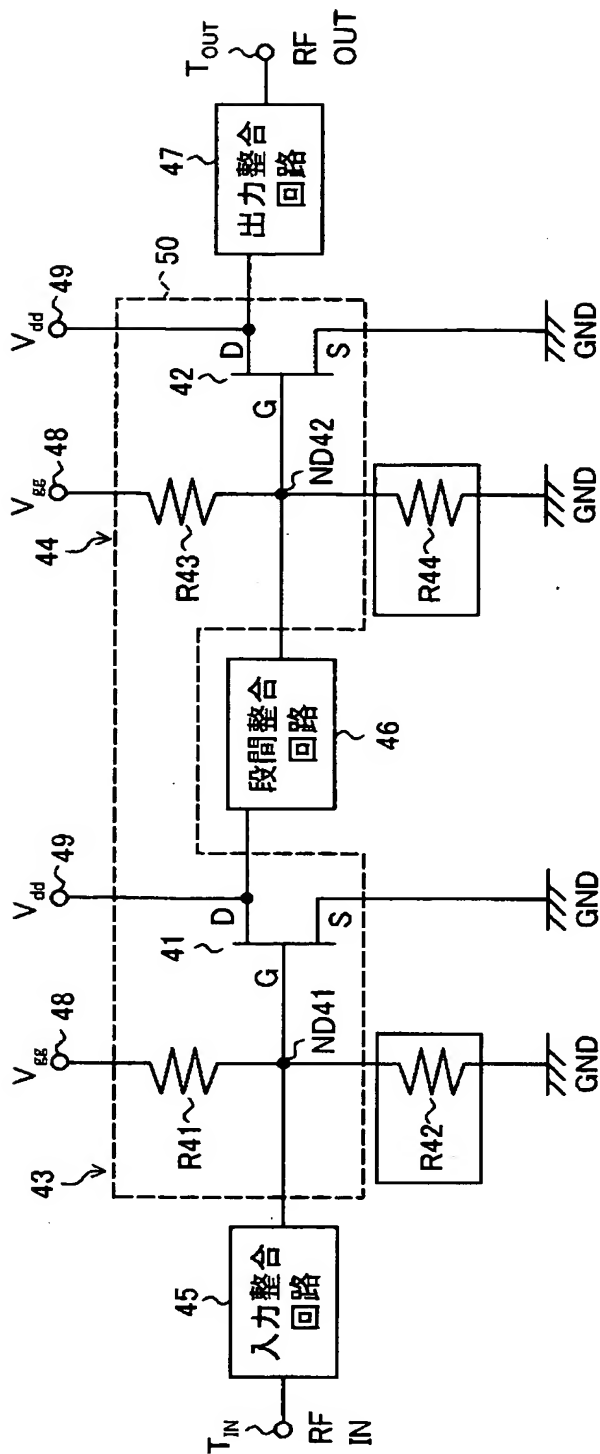 T_IN
RF
IN
45
入力整合
回路
43
V_gg
48
R41
ND41
R42
GND
V_dd
49
41
G
D
S
GND
段間整合
回路
46
44
V_gg
48
R43
ND42
R44
GND
V_dd
49
50
42
G
D
S
GND
47
出力整合
回路
T_OUT
RF
OUT